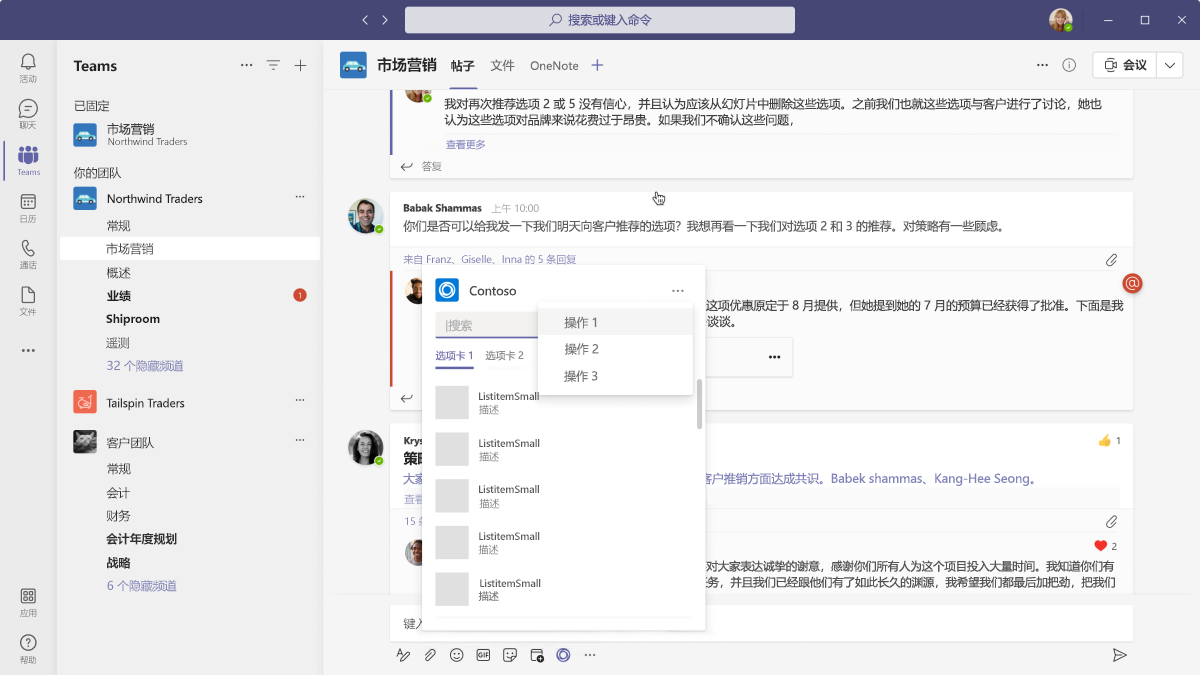 搜索或键入命令
活动
聊天
Teams
日历
通话
文件
应用
帮助
Teams
已固定
市场营销
Northwind Traders
你的团队
Northwind Traders
常规
市场营销
概述
业绩
1
Shiproom
遥测
32 个隐藏频道
Tailspin Traders
客户团队
常规
会计
财务
会计年度规划
战略
6 个隐藏频道
市场营销
帖子
文件
OneNote
会议
我对再次推荐选项 2 或 5 没有信心，并且认为应该从幻灯片中删除这些选项。之前我们也就这些选项与客户进行了讨论，她也
认为这些选项对品牌来说花费过于昂贵。如果我们不确认这些问题，
查看更多
答复
Babak Shammas 上午 10:00
你们是否可以给我发一下我们明天向客户推荐的选项？我想再看一下我们对选项 2 和 3 的推荐。对策略有一些顾虑。
来自 Franz、Giselle、Inna 的 5 条回复
这项优惠原定于 8 月提供，但她提到她的 7 月的预算已经获得了批准。下面是我
谈谈。
Contoso
搜索
操作 1
操作 2
操作 3
选项卡 1
选项卡 2
ListitemSmall
描述
ListitemSmall
描述
ListitemSmall
描述
ListitemSmall
描述
ListitemSmall
描述
Krys
1
策略
大家
客户推销方面达成共识。Babek shammas、Kang-Hee Seong。
查看
15 条
2
对大家表达诚挚的谢意，感谢你们所有人为这个项目投入大量时间。我知道你们有
任务，并且我们已经跟他们有了如此长久的渊源，我希望我们都最后加把劲，把我们
键入
GIF